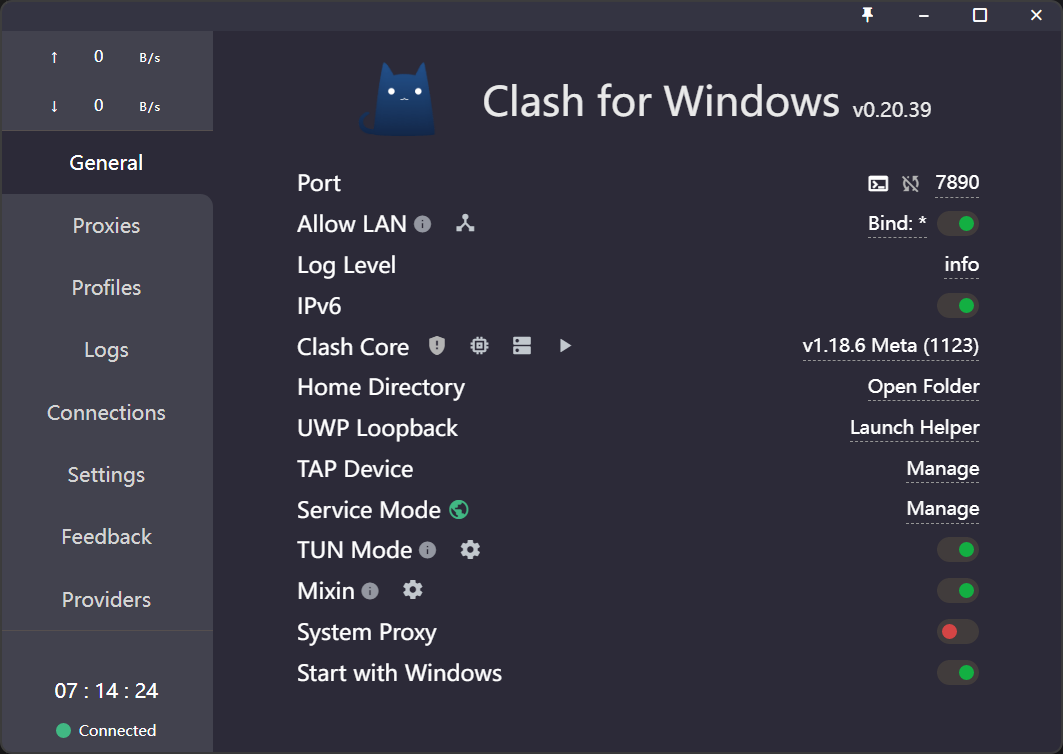 ↑ 0 B/s
↓ 0 B/s
General
Proxies
Profiles
Logs
Connections
Settings
Feedback
Providers
07 : 14 : 24
Connected
Clash for Windows v0.20.39
Port 7890
Allow LAN Bind: *
Log Level info
IPv6
Clash Core v1.18.6 Meta (1123)
Home Directory Open Folder
UWP Loopback Launch Helper
TAP Device Manage
Service Mode Manage
TUN Mode
Mixin
System Proxy
Start with Windows